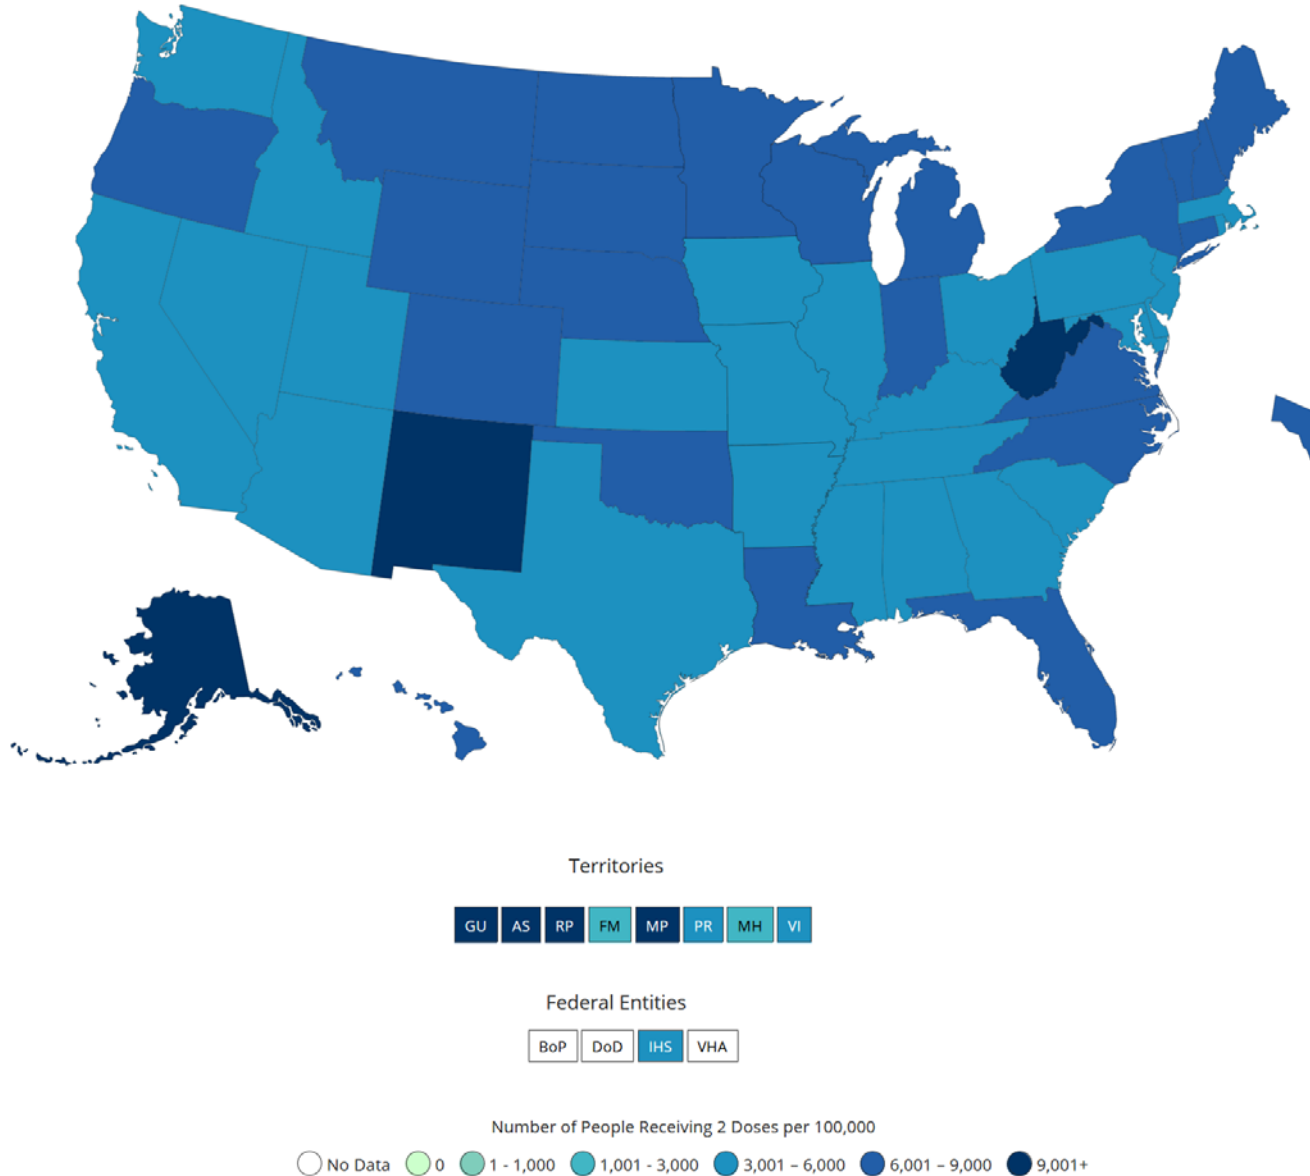 Territories
GU AS RP FM MP PR MH VI
Federal Entities
BoP DoD IHS VHA
Number of People Receiving 2 Doses per 100,000
No Data 0 1 - 1,000 1,001 - 3,000 3,001 – 6,000 6,001 – 9,000 9,001+